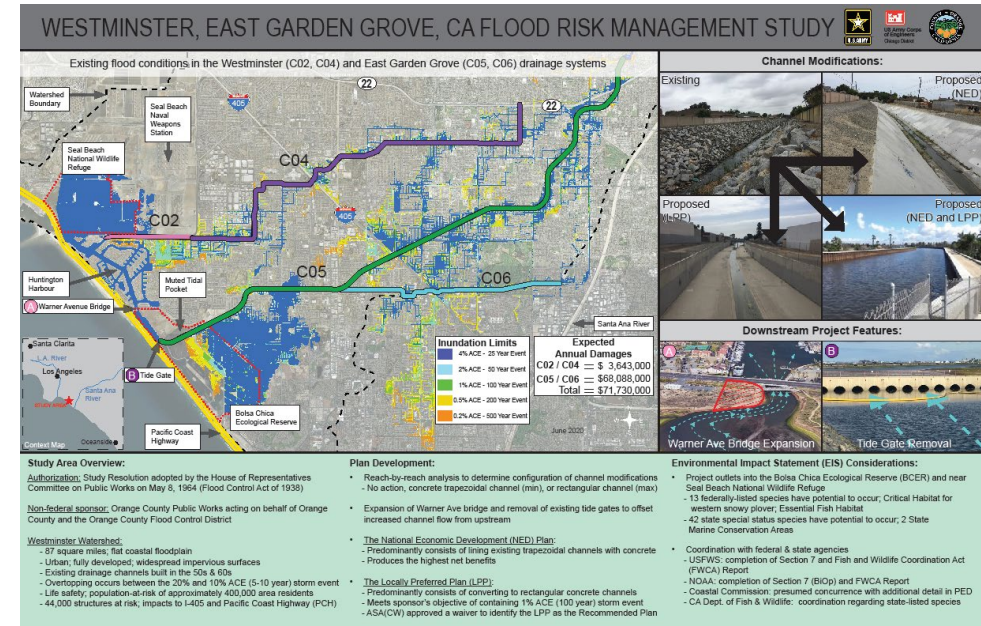 WESTMINSTER, EAST GARDEN GROVE, CA FLOOD RISK MANAGEMENT STUDY
U.S. ARMY
US Army Corps
of Engineers
Chicago District
Existing flood conditions in the Westminster (C02, C04) and East Garden Grove (C05, C06) drainage systems
Watershed
Boundary
Seal Beach
Naval
Weapons
Station
Seal Beach
National Wildlife
Refuge
405
22
22
C04
C02
405
C05
C06
Huntington
Harbour
Muted Tidal
Pocket
A Warner Avenue Bridge
B Tide Gate
Santa Ana River
Bolsa Chica
Ecological Reserve
Pacific Coast
Highway
Santa Clarita
L.A. River
Los Angeles
Santa Ana
River
STUDY AREA
Oceanside
Context Map
Inundation Limits
4% ACE - 25 Year Event
2% ACE - 50 Year Event
1% ACE - 100 Year Event
0.5% ACE - 200 Year Event
0.2% ACE - 500 Year Event
Expected
Annual Damages
C02 / C04 = $ 3,643,000
C05 / C06 = $68,088,000
Total = $71,730,000
June 2020
Channel Modifications:
Existing
Proposed
(NED)
Proposed
(LPP)
Proposed
(NED and LPP)
Downstream Project Features:
A
Warner Ave Bridge Expansion
B
Tide Gate Removal
Study Area Overview:
Authorization: Study Resolution adopted by the House of Representatives
Committee on Public Works on May 8, 1964 (Flood Control Act of 1938)
Non-federal sponsor: Orange County Public Works acting on behalf of Orange
County and the Orange County Flood Control District
Westminster Watershed:
- 87 square miles; flat coastal floodplain
- Urban; fully developed; widespread impervious surfaces
- Existing drainage channels built in the 50s & 60s
- Overtopping occurs between the 20% and 10% ACE (5-10 year) storm event
- Life safety; population-at-risk of approximately 400,000 area residents
- 44,000 structures at risk; impacts to I-405 and Pacific Coast Highway (PCH)
Plan Development:
• Reach-by-reach analysis to determine configuration of channel modifications
- No action, concrete trapezoidal channel (min), or rectangular channel (max)
• Expansion of Warner Ave bridge and removal of existing tide gates to offset
increased channel flow from upstream
• The National Economic Development (NED) Plan:
- Predominantly consists of lining existing trapezoidal channels with concrete
- Produces the highest net benefits
• The Locally Preferred Plan (LPP):
- Predominantly consists of converting to rectangular concrete channels
- Meets sponsor's objective of containing 1% ACE (100 year) storm event
- ASA(CW) approved a waiver to identify the LPP as the Recommended Plan
Environmental Impact Statement (EIS) Considerations:
• Project outlets into the Bolsa Chica Ecological Reserve (BCER) and near
Seal Beach National Wildlife Refuge
- 13 federally-listed species have potential to occur; Critical Habitat for
western snowy plover; Essential Fish Habitat
- 42 state special status species have potential to occur; 2 State
Marine Conservation Areas
• Coordination with federal & state agencies
- USFWS: completion of Section 7 and Fish and Wildlife Coordination Act
(FWCA) Report
- NOAA: completion of Section 7 (BiOp) and FWCA Report
- Coastal Commission: presumed concurrence with additional detail in PED
- CA Dept. of Fish & Wildlife: coordination regarding state-listed species